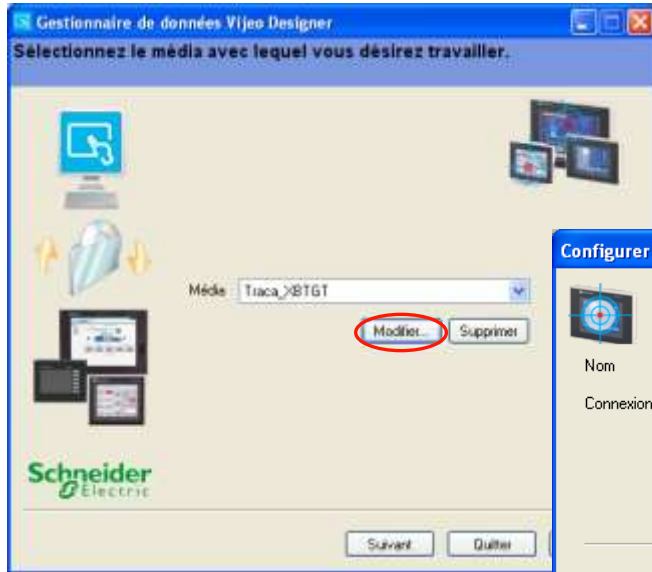 Gestionnaire de données Vijeo Designer
Sélectionnez le média avec lequel vous désirez travailler.
Média Traca_XBTGT
Modifier... Supprimer
Configurer
Nom
Connexion
Schneider
Electric
Suivant Quitter